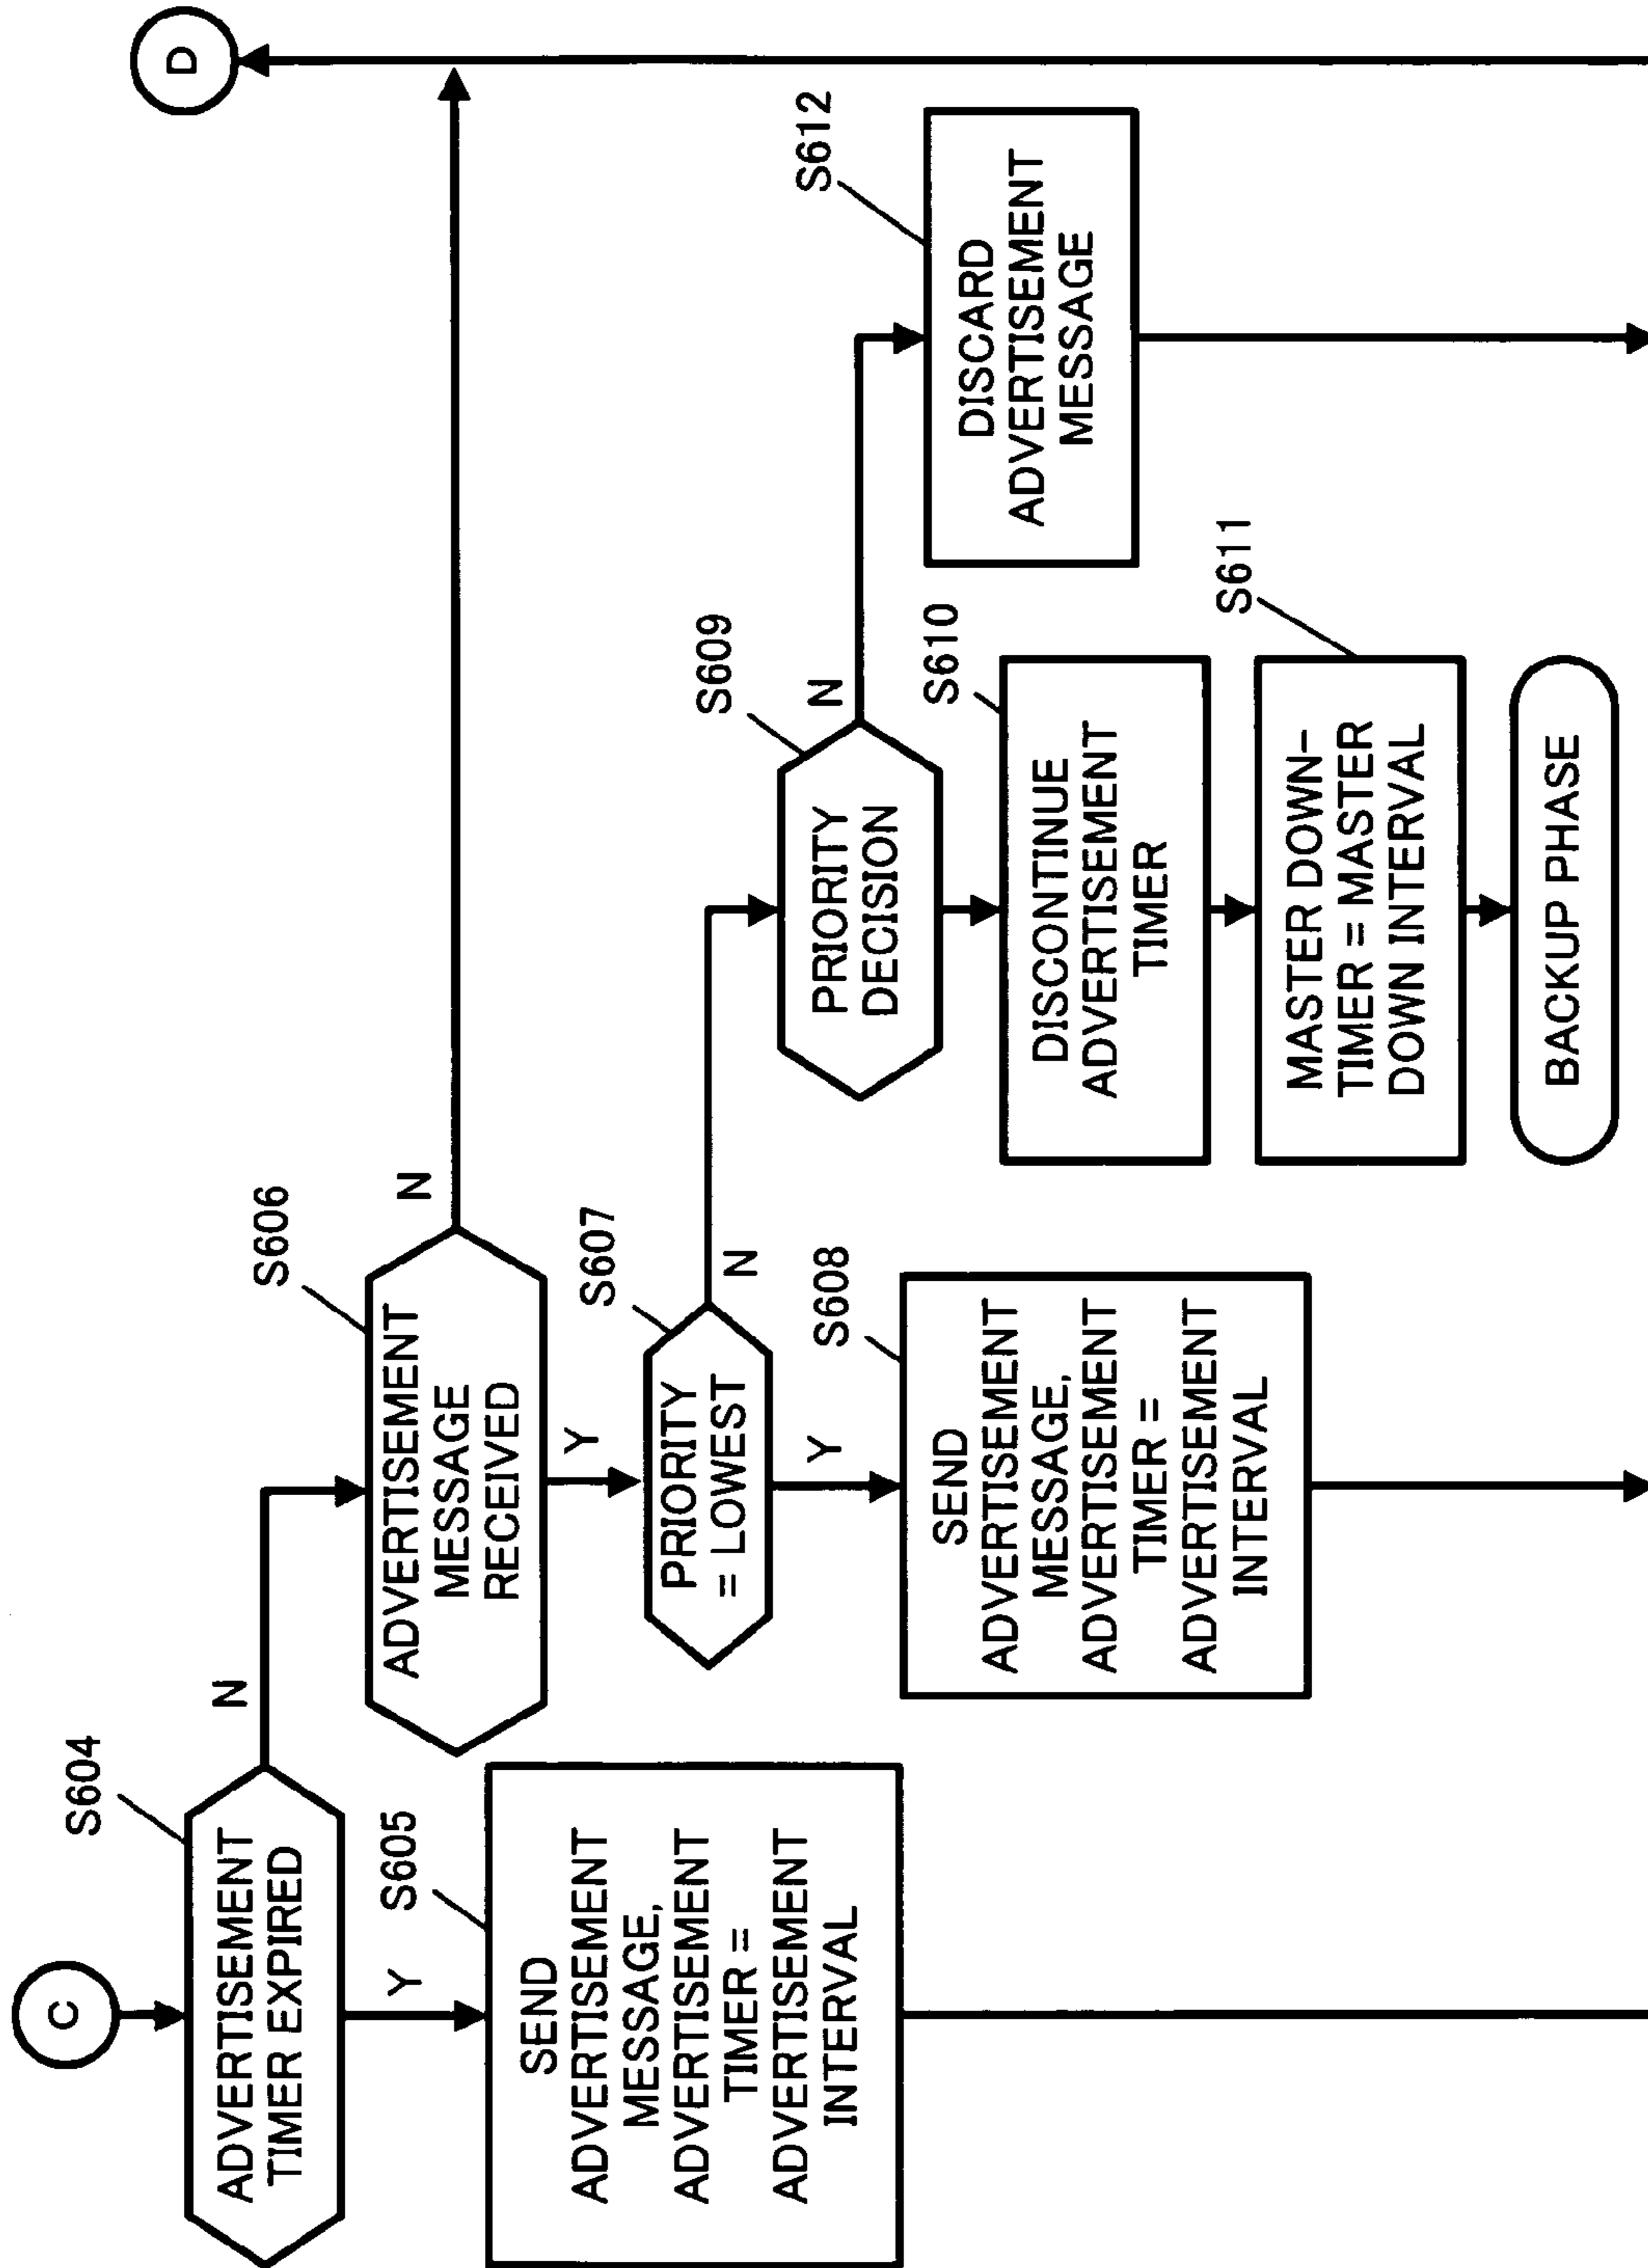 C
S604
ADVERTISEMENT
TIMER EXPIRED
N
Y
S605
SEND
ADVERTISEMENT
MESSAGE,
ADVERTISEMENT
TIMER =
ADVERTISEMENT
INTERVAL
S606
ADVERTISEMENT
MESSAGE
RECEIVED
N
Y
S607
PRIORITY
= LOWEST
N
Y
S608
SEND
ADVERTISEMENT
MESSAGE,
ADVERTISEMENT
TIMER =
ADVERTISEMENT
INTERVAL
S609
PRIORITY
DECISION
N
S610
DISCONTINUE
ADVERTISEMENT
TIMER
S611
MASTER DOWN-
TIMER = MASTER
DOWN INTERVAL
BACKUP PHASE
S612
DISCARD
ADVERTISEMENT
MESSAGE
D